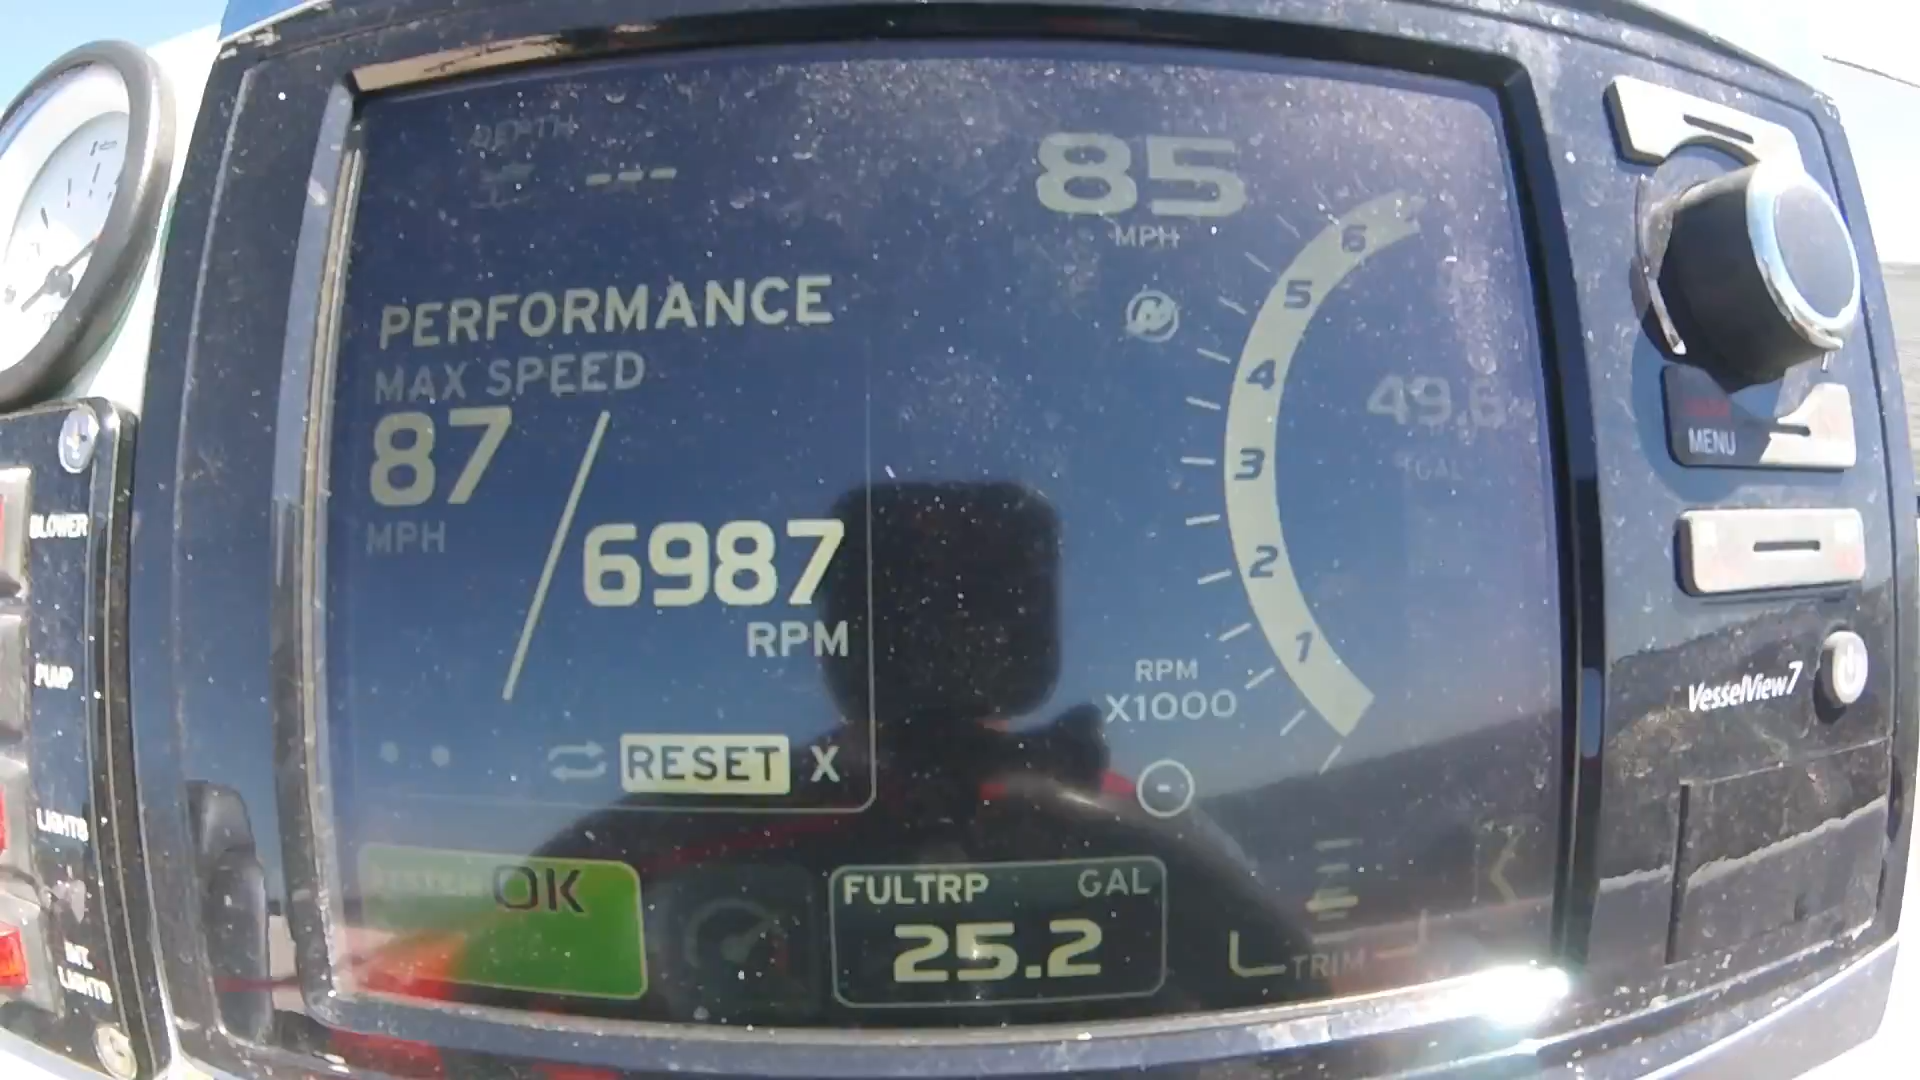 DEPTH
---
85
MPH
PERFORMANCE
MAX SPEED
87
MPH
6987
RPM
RESET X
6
5
4
3
2
1
RPM
X1000
49.6
GAL
SYSTEM OK
FULTRP GAL
25.2
TRIM
MENU
VesselView7
BLOWER
PUMP
LIGHTS
INT.
LIGHTS